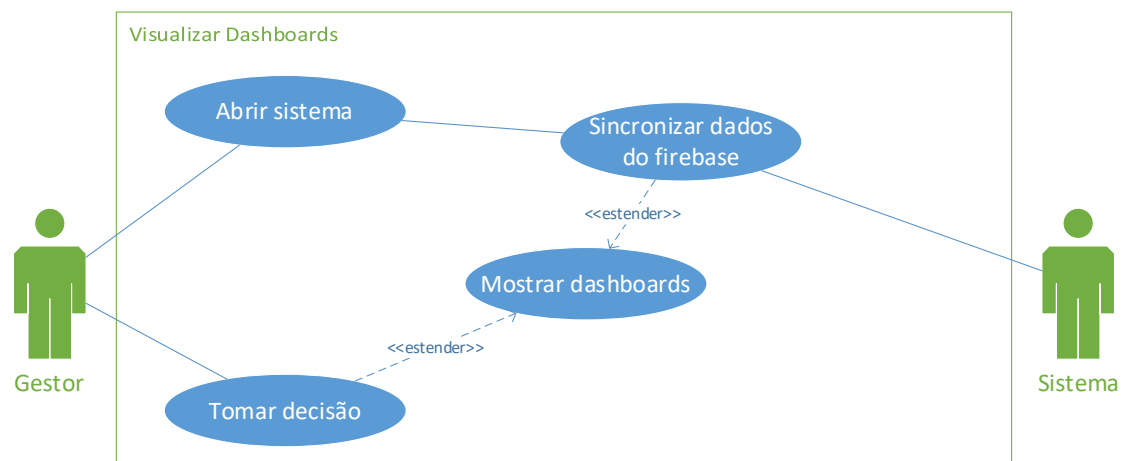 Visualizar Dashboards
Abrir sistema
Sincronizar dados
do firebase
<<estender>>
Mostrar dashboards
<<estender>>
Gestor
Sistema
Tomar decisão